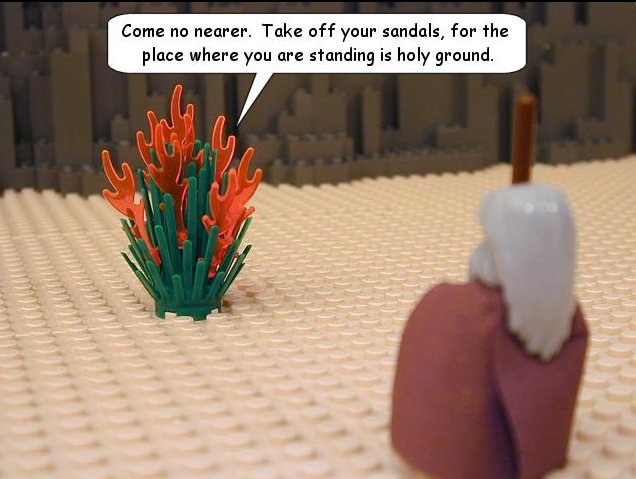 Come no nearer. Take off your sandals, for the
place where you are standing is holy ground.